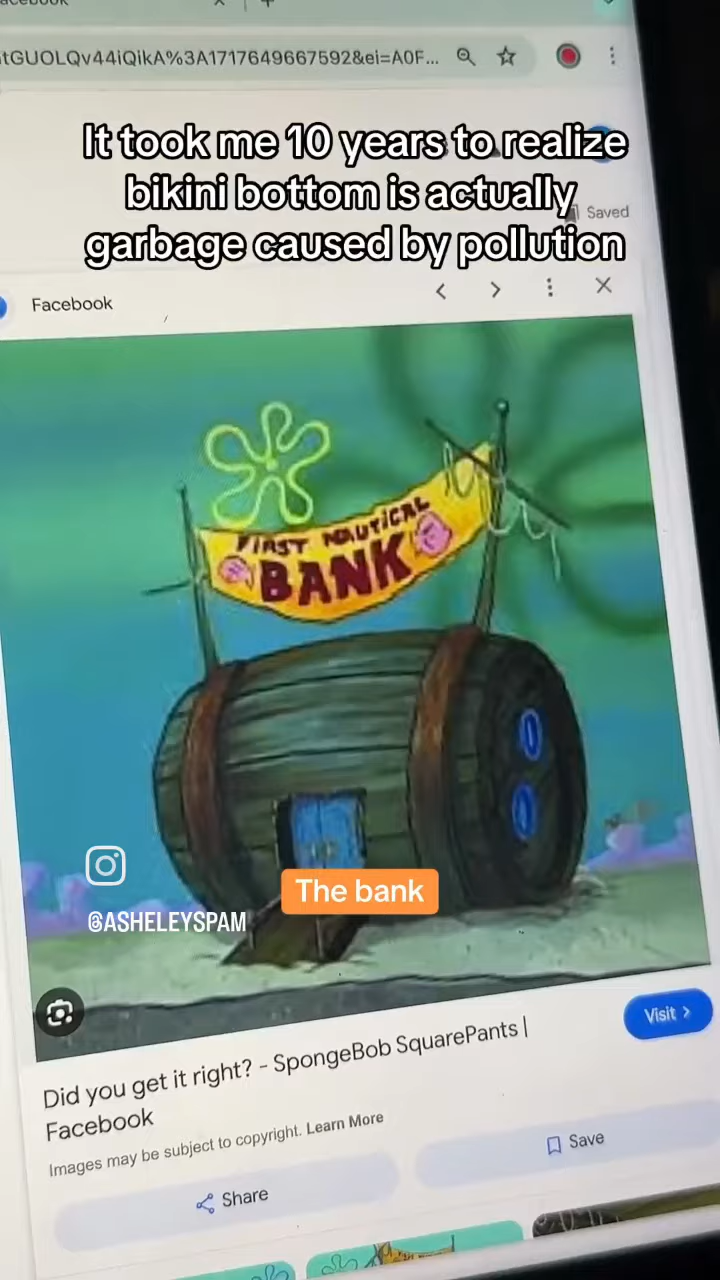 tGUOLQv44iQikA%3A1717649667592&ei=A0F...
It took me 10 years to realize
bikini bottom is actually
garbage caused by pollution
Saved
Facebook
FIRST NAUTICAL
BANK
The bank
@ASHELEYSPAM
Visit
Did you get it right? - SpongeBob SquarePants |
Facebook
Images may be subject to copyright. Learn More
Share
Save